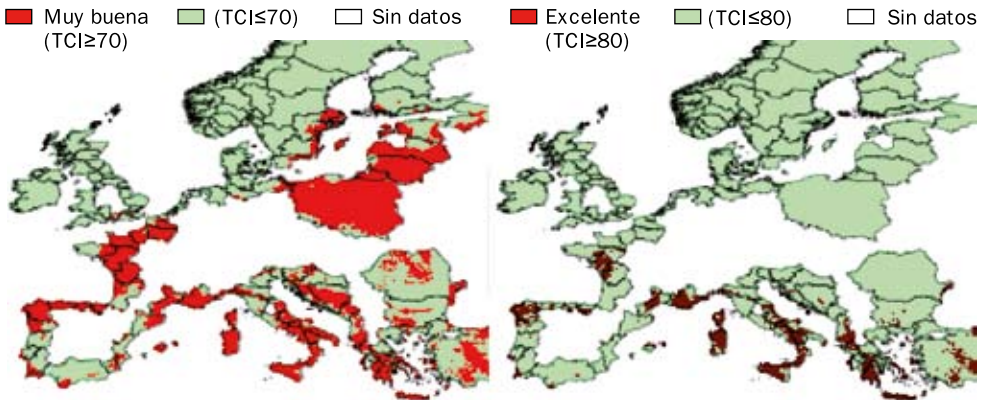 Muy buena (TCI≥70)
(TCI≤70)
Sin datos
Excelente (TCI≥80)
(TCI≤80)
Sin datos